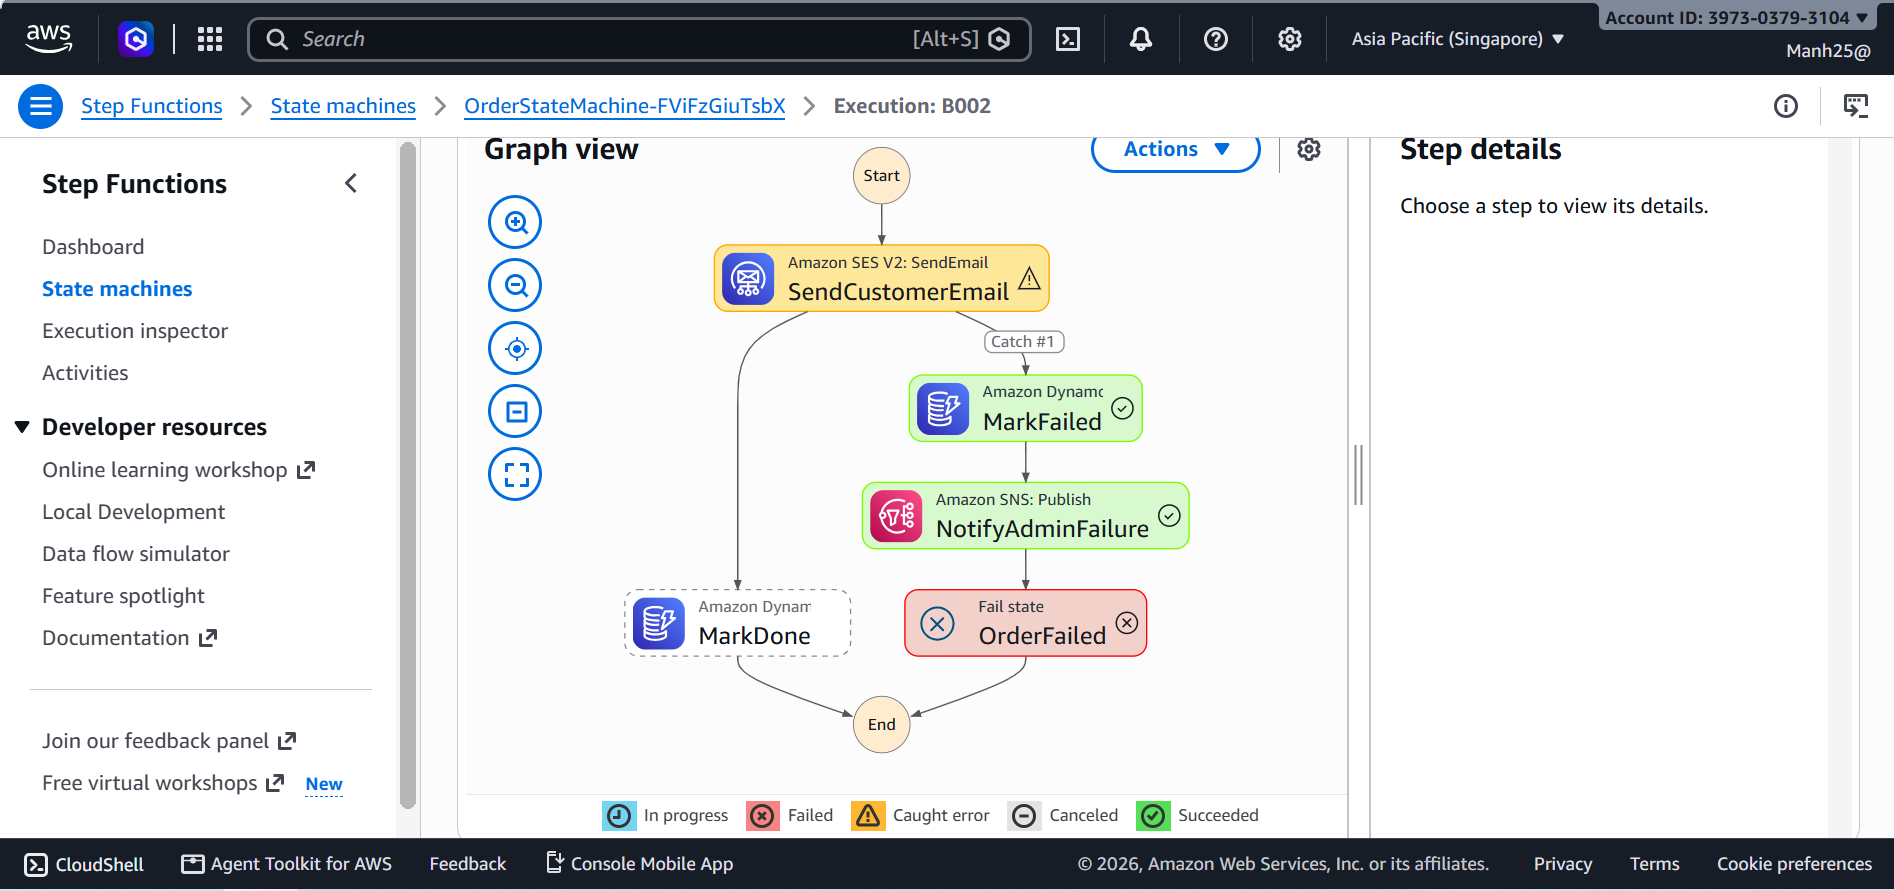 aws
Search
[Alt+S]
Asia Pacific (Singapore)
Account ID: 3973-0379-3104
Manh25@
Step Functions
State machines
OrderStateMachine-FViFzGiuTsbX
Execution: B002
Step Functions
Dashboard
State machines
Execution inspector
Activities
Developer resources
Online learning workshop
Local Development
Data flow simulator
Feature spotlight
Documentation
Join our feedback panel
Free virtual workshops New
Graph view
Actions
Start
Amazon SES V2: SendEmail
SendCustomerEmail
Catch #1
Amazon Dynamo
MarkFailed
Amazon SNS: Publish
NotifyAdminFailure
Amazon Dynam
MarkDone
Fail state
OrderFailed
End
In progress
Failed
Caught error
Canceled
Succeeded
Step details
Choose a step to view its details.
CloudShell
Agent Toolkit for AWS
Feedback
Console Mobile App
© 2026, Amazon Web Services, Inc. or its affiliates.
Privacy
Terms
Cookie preferences